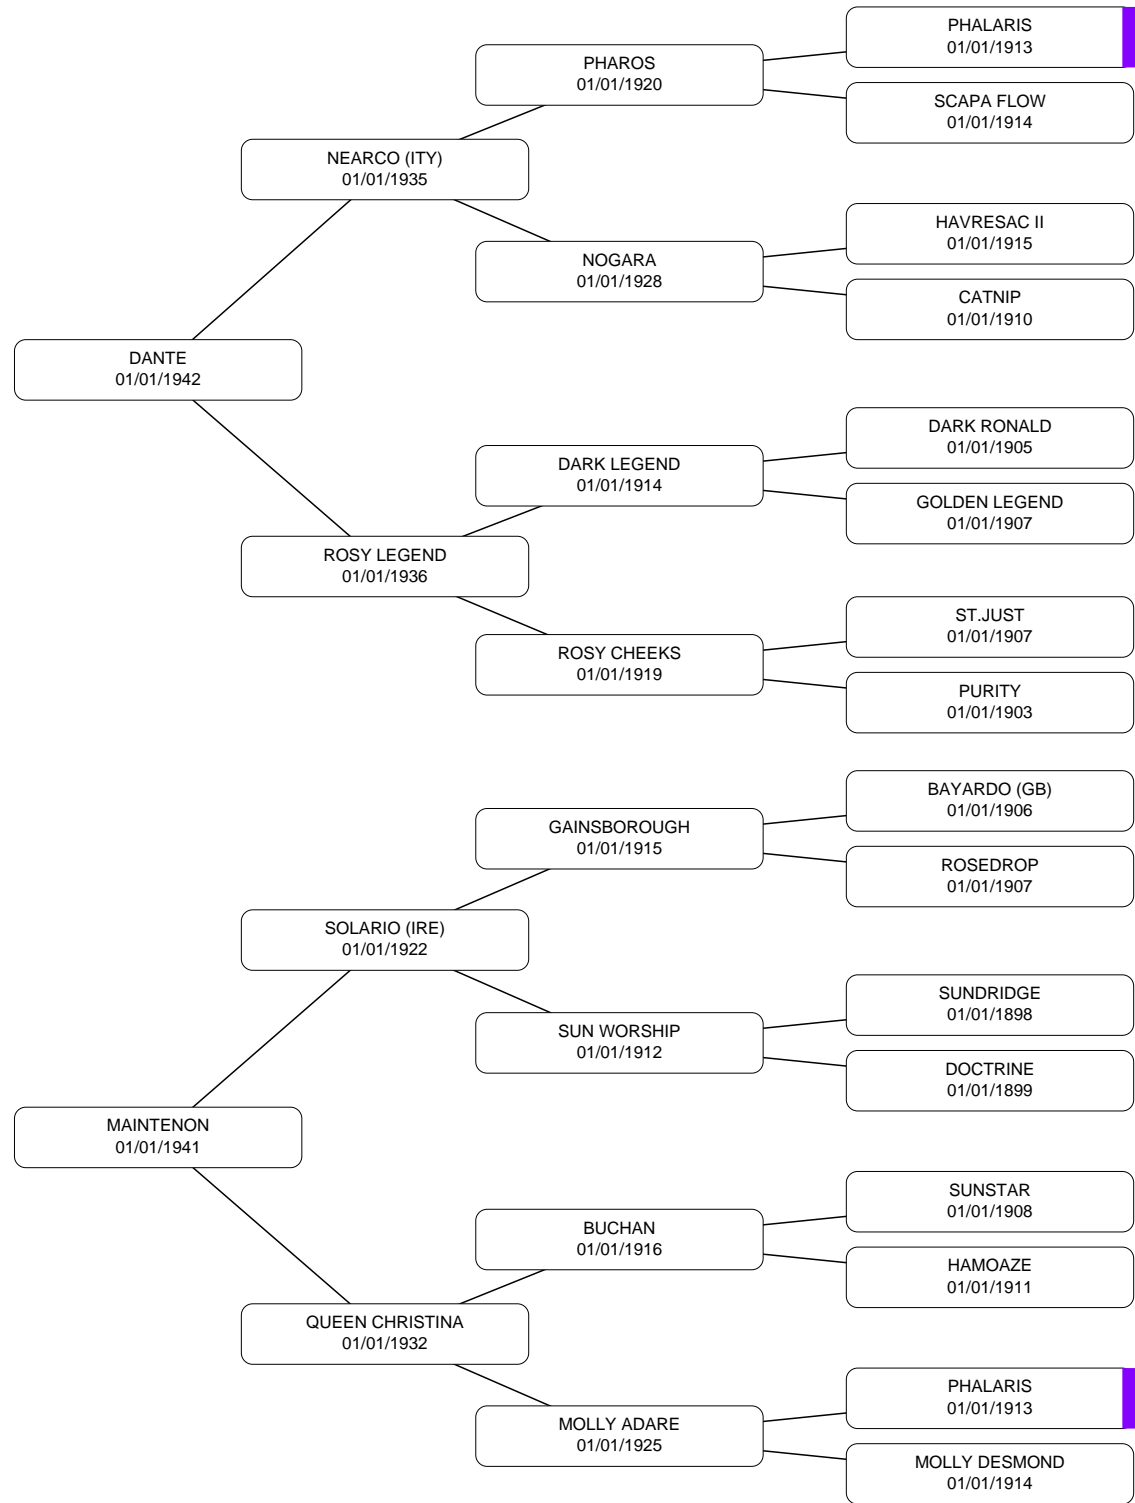 PHALARIS
01/01/1913
PHAROS
01/01/1920
SCAPA FLOW
01/01/1914
NEARCO (ITY)
01/01/1935
HAVRESAC II
01/01/1915
NOGARA
01/01/1928
CATNIP
01/01/1910
DANTE
01/01/1942
DARK RONALD
01/01/1905
DARK LEGEND
01/01/1914
GOLDEN LEGEND
01/01/1907
ROSY LEGEND
01/01/1936
ST.JUST
01/01/1907
ROSY CHEEKS
01/01/1919
PURITY
01/01/1903
BAYARDO (GB)
01/01/1906
GAINSBOROUGH
01/01/1915
ROSEDROP
01/01/1907
SOLARIO (IRE)
01/01/1922
SUNDRIDGE
01/01/1898
SUN WORSHIP
01/01/1912
DOCTRINE
01/01/1899
MAINTENON
01/01/1941
SUNSTAR
01/01/1908
BUCHAN
01/01/1916
HAMOAZE
01/01/1911
QUEEN CHRISTINA
01/01/1932
PHALARIS
01/01/1913
MOLLY ADARE
01/01/1925
MOLLY DESMOND
01/01/1914